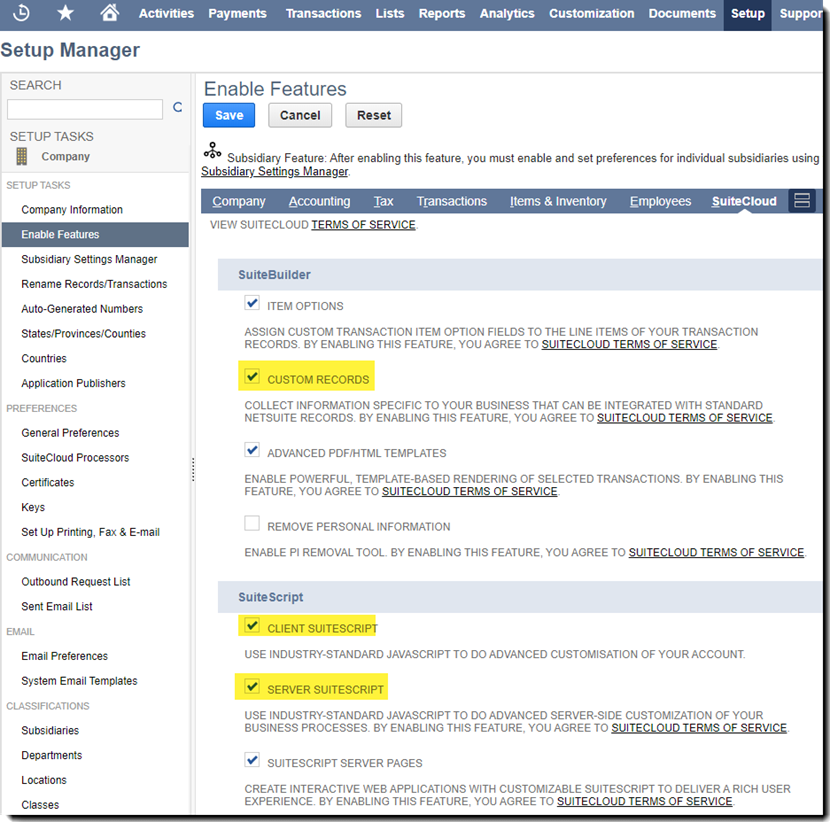 Activities Payments Transactions Lists Reports Analytics Customization Documents Setup Suppor
Setup Manager
SEARCH
SETUP TASKS
Company
SETUP TASKS
Company Information
Enable Features
Subsidiary Settings Manager
Rename Records/Transactions
Auto-Generated Numbers
States/Provinces/Counties
Countries
Application Publishers
PREFERENCES
General Preferences
SuiteCloud Processors
Certificates
Keys
Set Up Printing, Fax & E-mail
COMMUNICATION
Outbound Request List
Sent Email List
EMAIL
Email Preferences
System Email Templates
CLASSIFICATIONS
Subsidiaries
Departments
Locations
Classes
Enable Features
Save Cancel Reset
Subsidiary Feature: After enabling this feature, you must enable and set preferences for individual subsidiaries using
Subsidiary Settings Manager.
Company Accounting Tax Transactions Items & Inventory Employees SuiteCloud
VIEW SUITECLOUD TERMS OF SERVICE.
SuiteBuilder
ITEM OPTIONS
ASSIGN CUSTOM TRANSACTION ITEM OPTION FIELDS TO THE LINE ITEMS OF YOUR TRANSACTION
RECORDS. BY ENABLING THIS FEATURE, YOU AGREE TO SUITECLOUD TERMS OF SERVICE.
CUSTOM RECORDS
COLLECT INFORMATION SPECIFIC TO YOUR BUSINESS THAT CAN BE INTEGRATED WITH STANDARD
NETSUITE RECORDS. BY ENABLING THIS FEATURE, YOU AGREE TO SUITECLOUD TERMS OF SERVICE.
ADVANCED PDF/HTML TEMPLATES
ENABLE POWERFUL, TEMPLATE-BASED RENDERING OF SELECTED TRANSACTIONS. BY ENABLING THIS
FEATURE, YOU AGREE TO SUITECLOUD TERMS OF SERVICE.
REMOVE PERSONAL INFORMATION
ENABLE PI REMOVAL TOOL. BY ENABLING THIS FEATURE, YOU AGREE TO SUITECLOUD TERMS OF SERVICE.
SuiteScript
CLIENT SUITESCRIPT
USE INDUSTRY-STANDARD JAVASCRIPT TO DO ADVANCED CUSTOMISATION OF YOUR ACCOUNT.
SERVER SUITESCRIPT
USE INDUSTRY-STANDARD JAVASCRIPT TO DO ADVANCED SERVER-SIDE CUSTOMIZATION OF YOUR
BUSINESS PROCESSES. BY ENABLING THIS FEATURE, YOU AGREE TO SUITECLOUD TERMS OF SERVICE.
SUITESCRIPT SERVER PAGES
CREATE INTERACTIVE WEB APPLICATIONS WITH CUSTOMIZABLE SUITESCRIPT TO DELIVER A RICH USER
EXPERIENCE. BY ENABLING THIS FEATURE, YOU AGREE TO SUITECLOUD TERMS OF SERVICE.